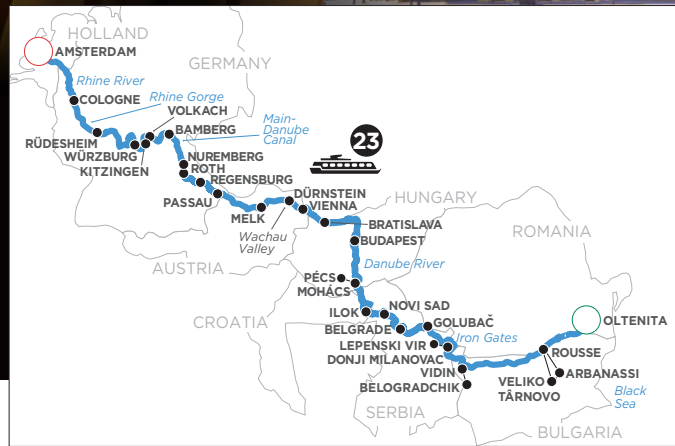 HOLLAND
AMSTERDAM
GERMANY
Rhine River
COLOGNE
Rhine Gorge
VOLKACH
Main-
Danube
Canal
BAMBERG
RÜDESHEIM
WÜRZBURG
KITZINGEN
23
NUREMBERG
ROTH
REGENSBURG
PASSAU
DÜRNSTEIN
HUNGARY
VIENNA
MELK
BRATISLAVA
Wachau
Valley
BUDAPEST
ROMANIA
AUSTRIA
Danube River
PÉCS
MOHÁCS
NOVI SAD
ILOK
CROATIA
GOLUBAČ
OLTENITA
BELGRADE
Iron Gates
LEPENSKI VIR
DONJI MILANOVAC
ROUSSE
VIDIN
ARBANASSI
BELOGRADCHIK
VELIKO
TÂRNOVO
Black
Sea
SERBIA
BULGARIA